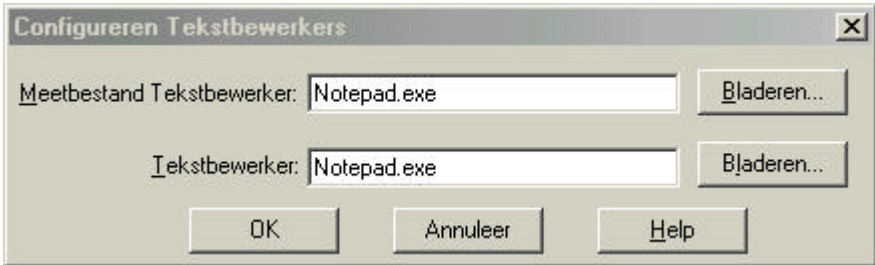 Configureren Tekstbewerkers
Meetbestand Tekstbewerker: Notepad.exe Bladeren...
Tekstbewerker: Notepad.exe Bladeren...
OK Annuleer Help